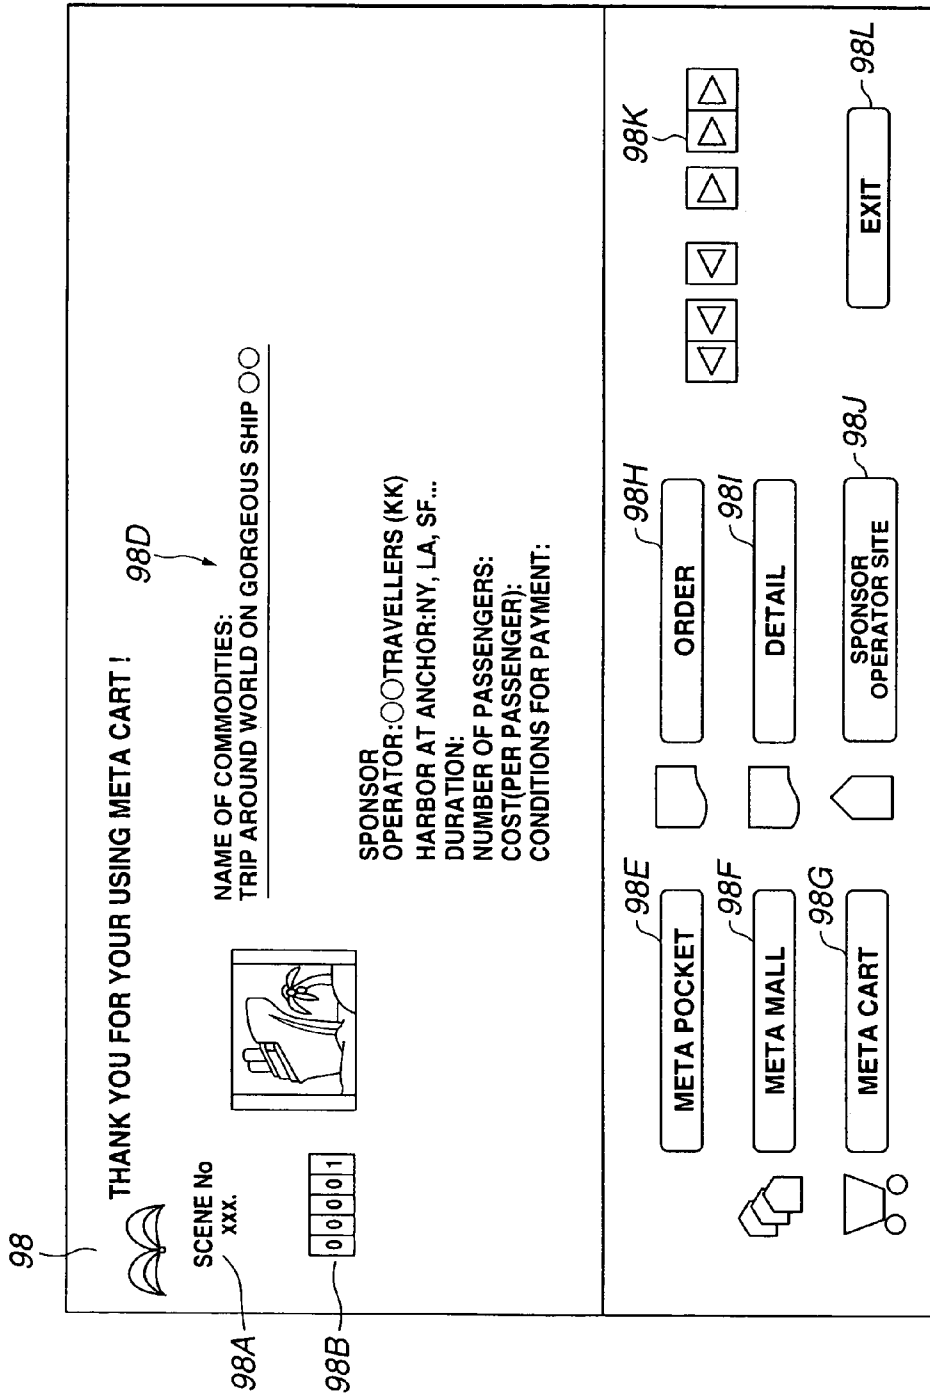 98
THANK YOU FOR YOUR USING META CART !
98A
SCENE No
xxx.
98B
0 0 0 0 1
98D
NAME OF COMMODITIES:
TRIP AROUND WORLD ON GORGEOUS SHIP ○○
SPONSOR
OPERATOR:○○TRAVELLERS (KK)
HARBOR AT ANCHOR:NY, LA, SF...
DURATION:
NUMBER OF PASSENGERS:
COST(PER PASSENGER):
CONDITIONS FOR PAYMENT:
98E
META POCKET
98F
META MALL
98G
META CART
98H
ORDER
98I
DETAIL
98J
SPONSOR
OPERATOR SITE
98K
98L
EXIT